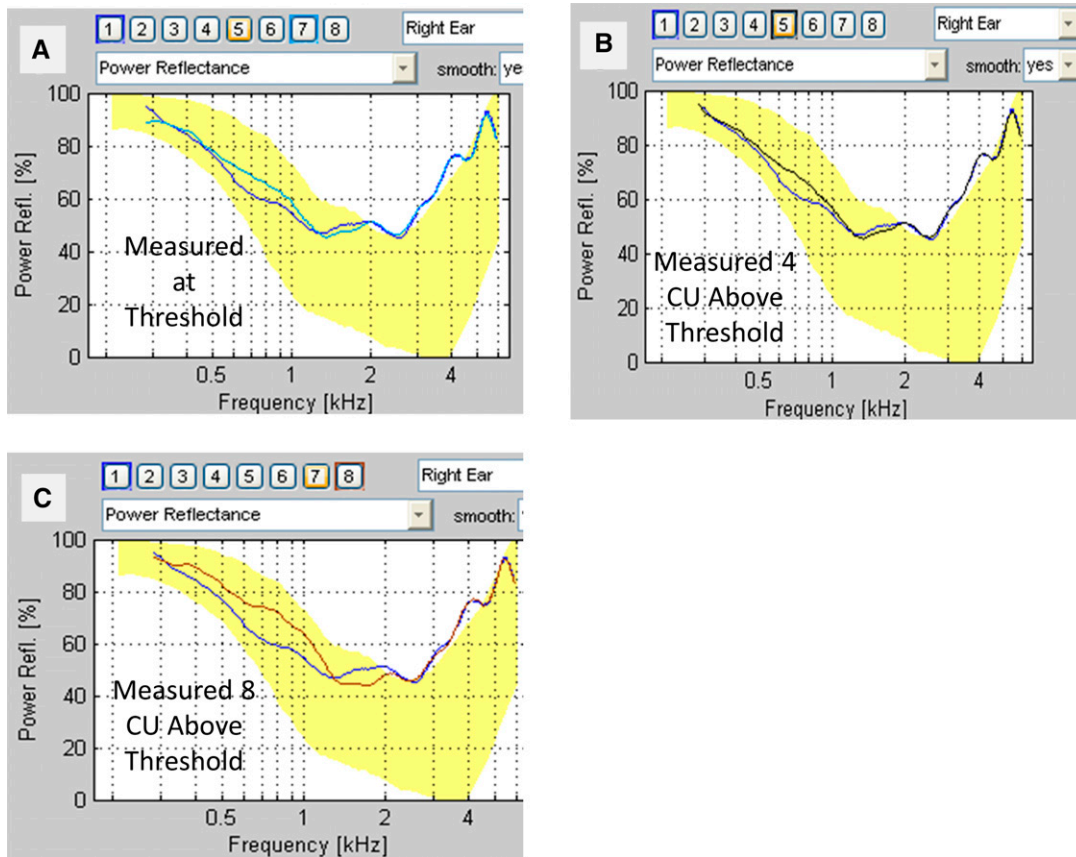 A
1 2 3 4 5 6 7 8
Right Ear
Power Reflectance
smooth: yes
Power Refl. [%]
100
80
60
40
20
0
Measured
at
Threshold
0.5 1 2 4
Frequency [kHz]
B
1 2 3 4 5 6 7 8
Right Ear
Power Reflectance
smooth: yes
Power Refl. [%]
100
80
60
40
20
0
Measured 4
CU Above
Threshold
0.5 1 2 4
Frequency [kHz]
C
1 2 3 4 5 6 7 8
Right Ear
Power Reflectance
smooth:
Power Refl. [%]
100
80
60
40
20
0
Measured 8
CU Above
Threshold
0.5 1 2 4
Frequency [kHz]